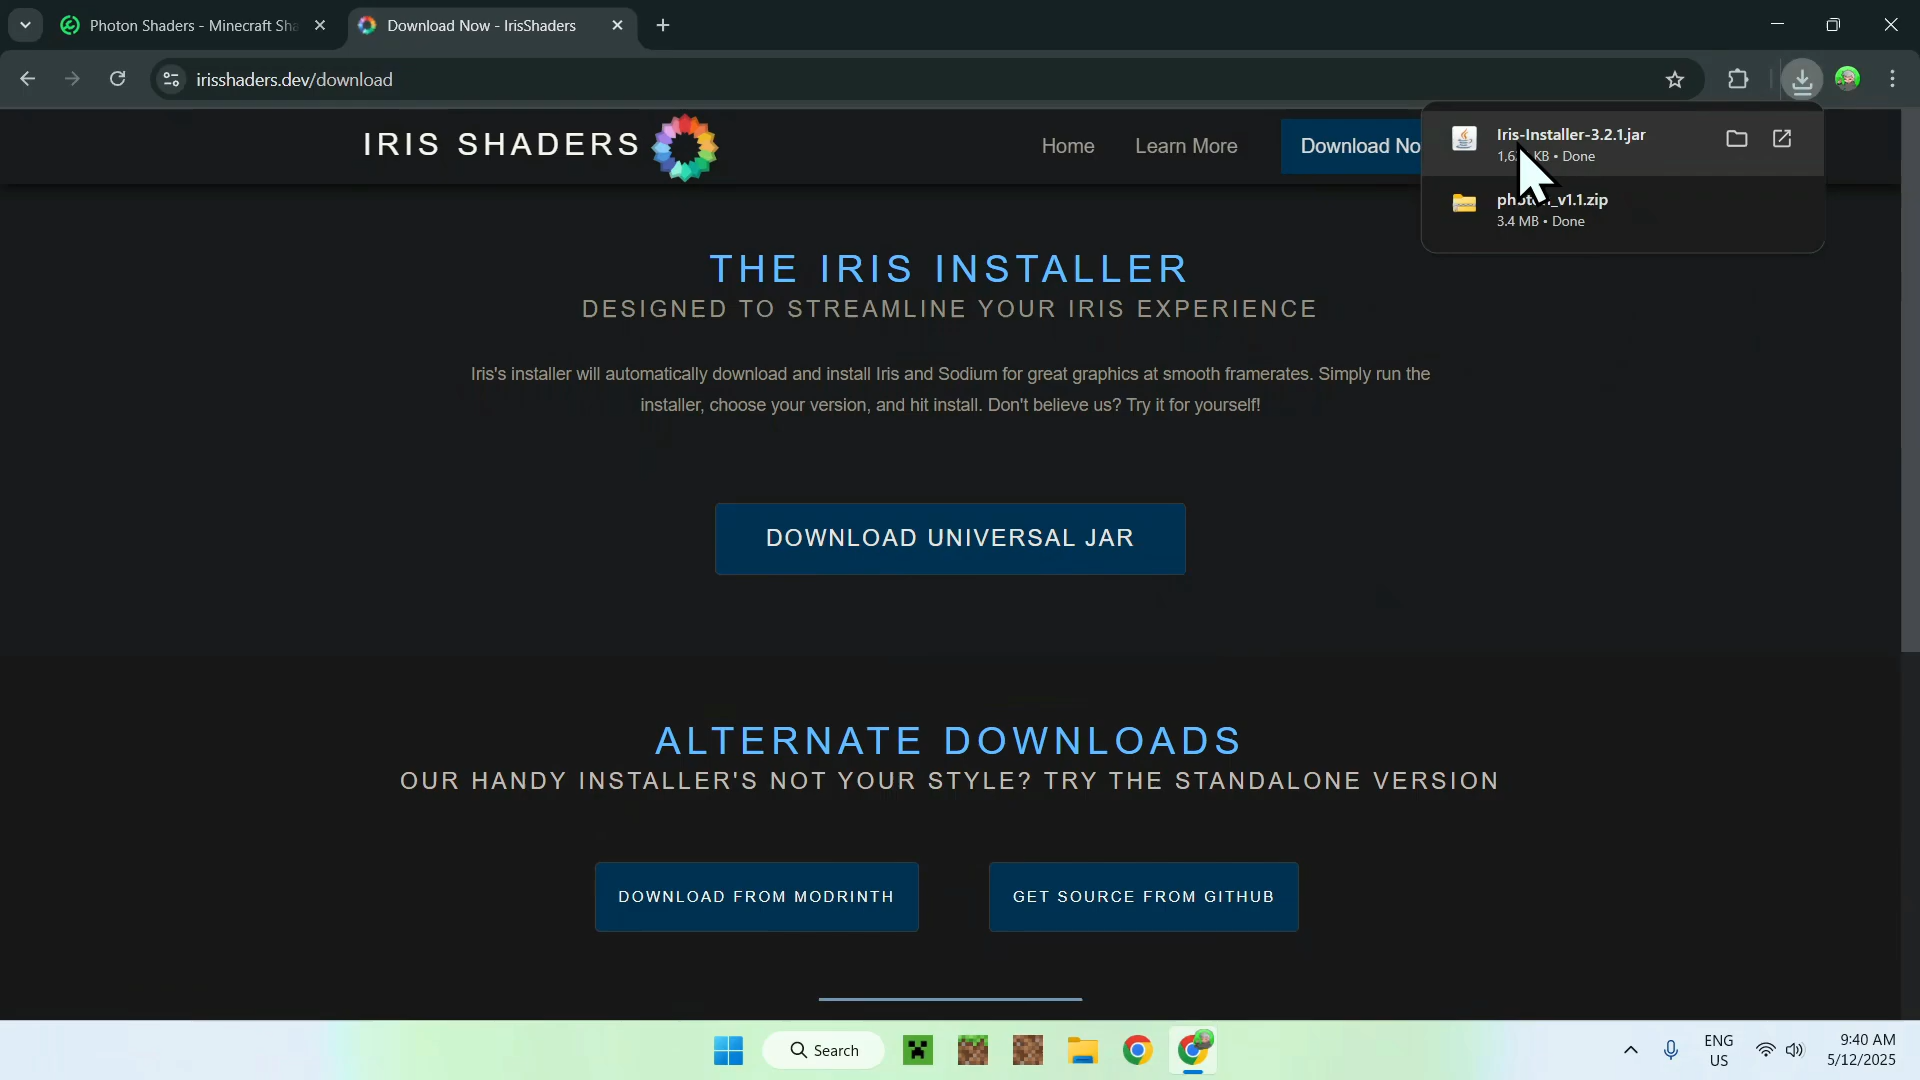 Photon Shaders - Minecraft Sha
Download Now - IrisShaders
irisshaders.dev/download
IRIS SHADERS
Home
Learn More
Download No
Iris-Installer-3.2.1.jar
KB • Done
v1.1.zip
3.4 MB • Done
THE IRIS INSTALLER
DESIGNED TO STREAMLINE YOUR IRIS EXPERIENCE
Iris's installer will automatically download and install Iris and Sodium for great graphics at smooth framerates. Simply run the
installer, choose your version, and hit install. Don't believe us? Try it for yourself!
DOWNLOAD UNIVERSAL JAR
ALTERNATE DOWNLOADS
OUR HANDY INSTALLER'S NOT YOUR STYLE? TRY THE STANDALONE VERSION
DOWNLOAD FROM MODRINTH
GET SOURCE FROM GITHUB
Search
ENG
US
9:40 AM
5/12/2025